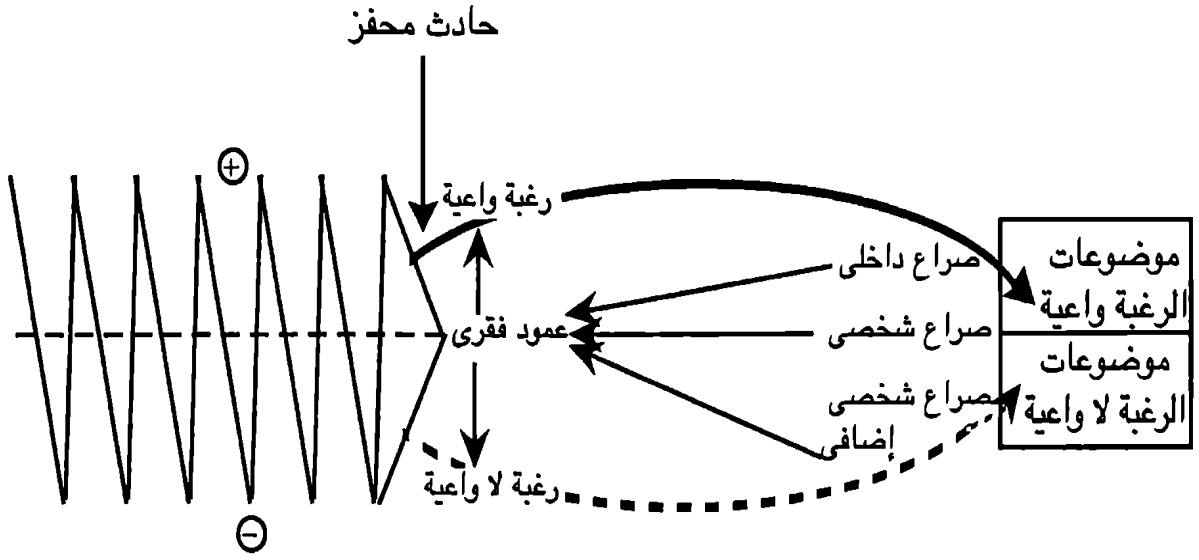 حادث محفز
+
رغبة واعية
صراع داخلى
موضوعات
الرغبة واعية
عمود فقرى
صراع شخصى
موضوعات
الرغبة لا واعية
صراع شخصى
إضافى
رغبة لا واعية
−